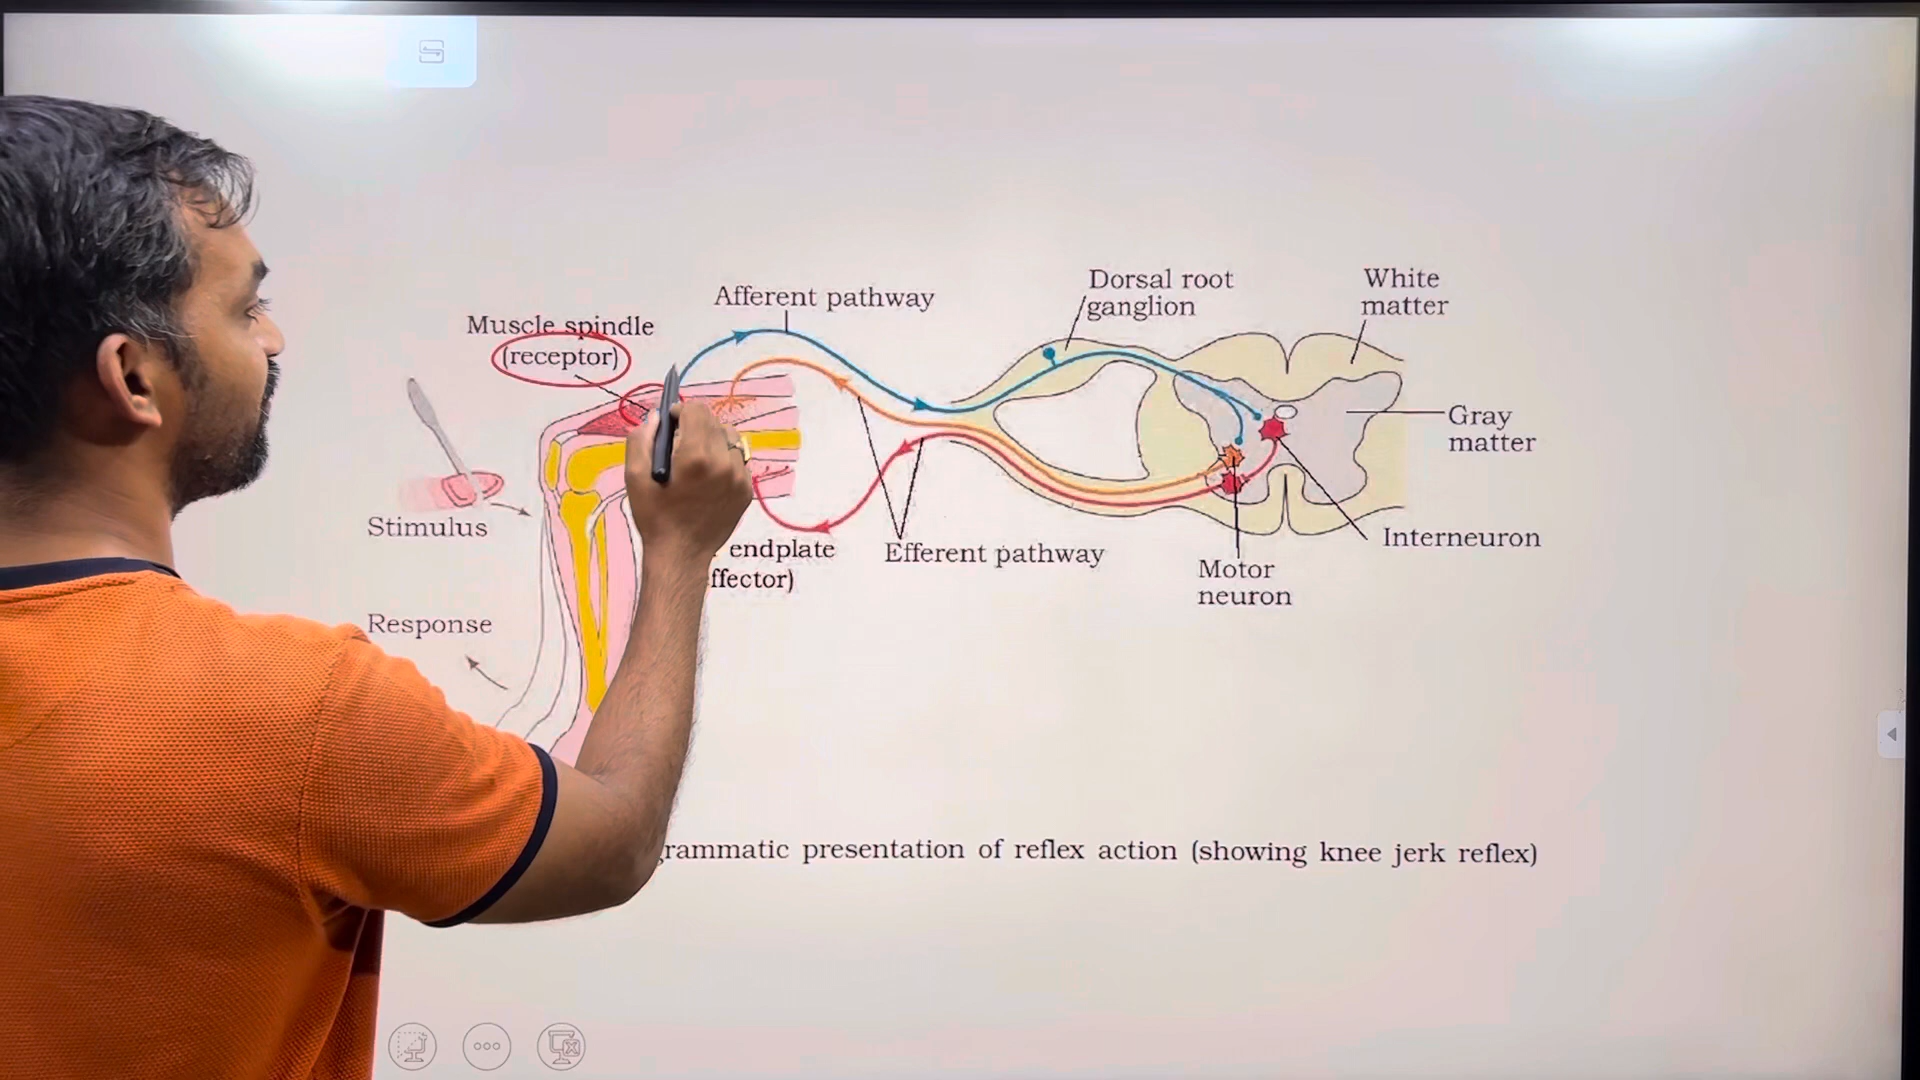 Dorsal root
ganglion
White
matter
Afferent pathway
Muscle spindle
(receptor)
Gray
matter
Stimulus
Interneuron
endplate
ffector)
Efferent pathway
Motor
neuron
Response
grammatic presentation of reflex action (showing knee jerk reflex)